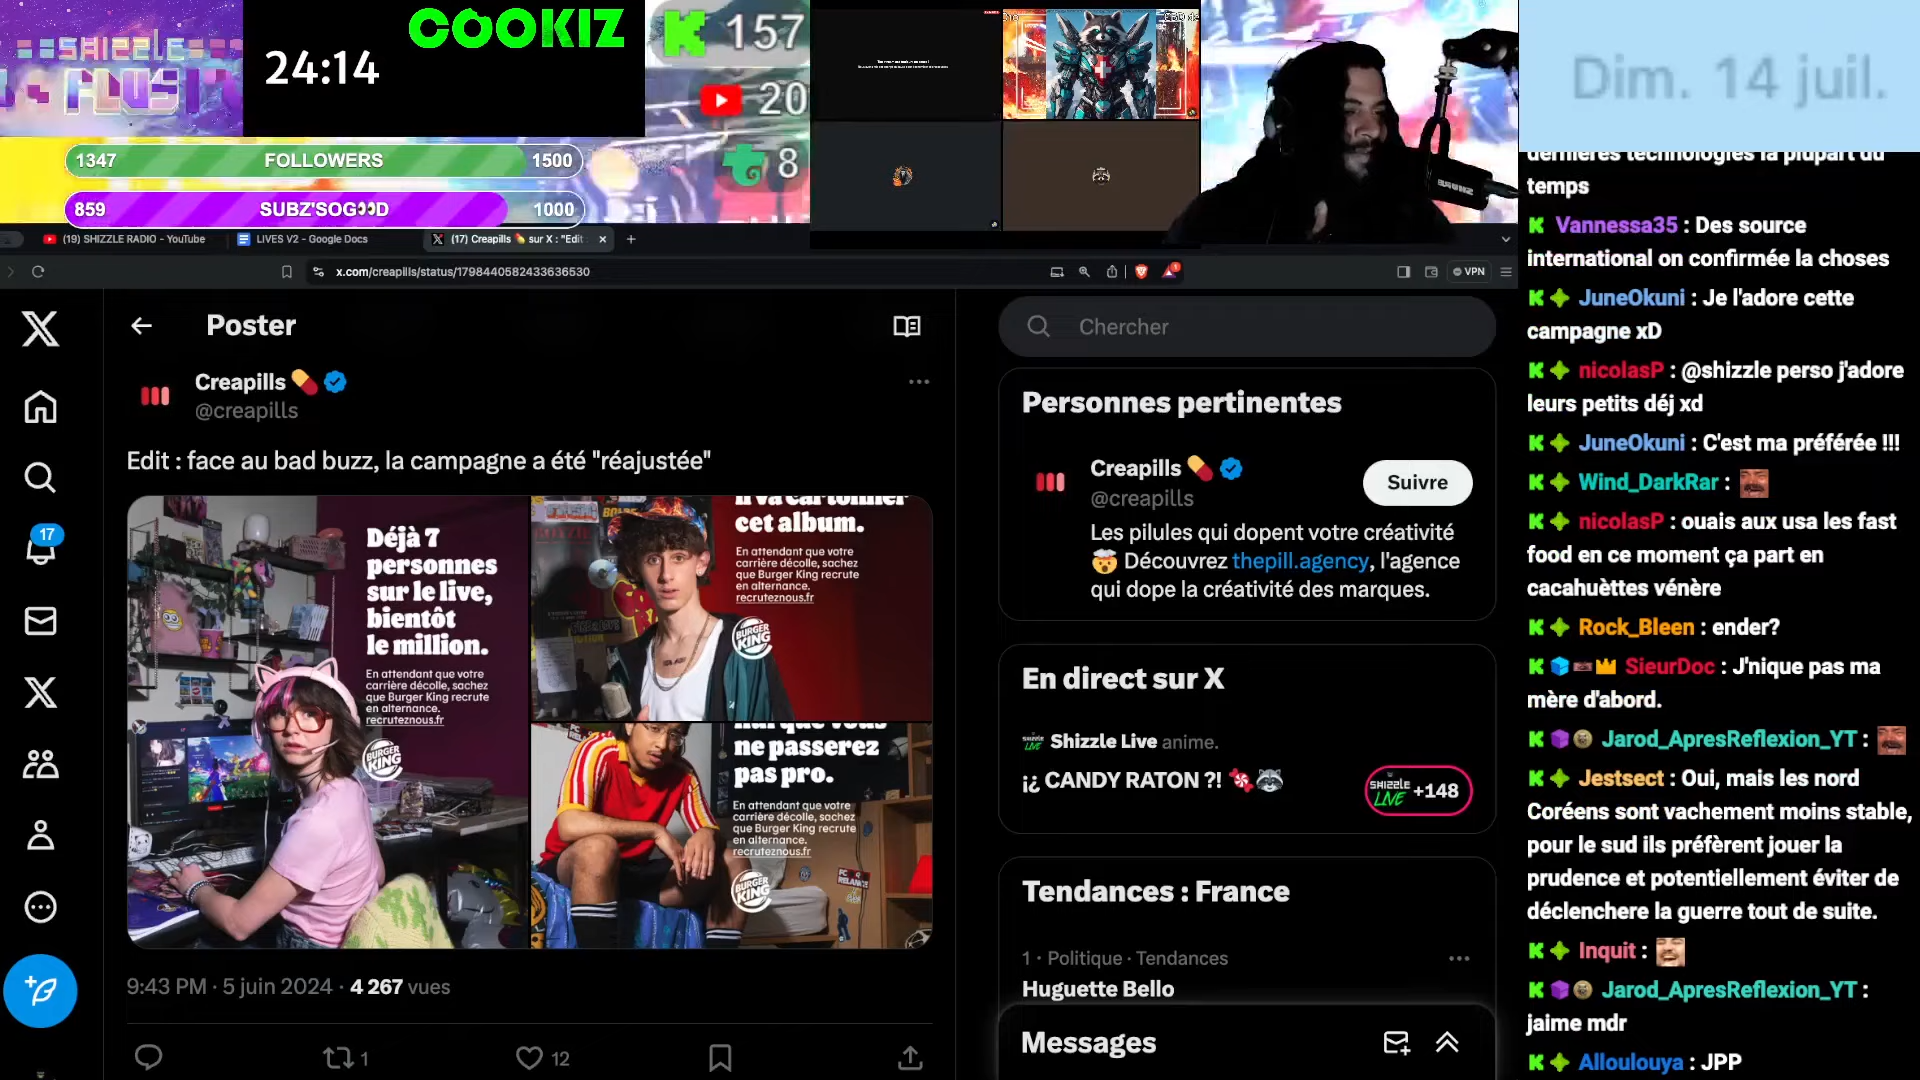 SHIZZLE
PLUS
24:14
COOKIZ
157
20
8
1347 FOLLOWERS 1500
859 SUBZ'SOG👀D 1000
Dim. 14 juil.
(19) SHIZZLE RADIO - YouTube
LIVES V2 - Google Docs
(17) Creapills 💊 sur X : "Edit
x.com/creapills/status/1798440582433636530
VPN
Poster
Creapills 💊
@creapills
Edit : face au bad buzz, la campagne a été "réajustée"
Déjà 7
personnes
sur le live,
bientôt
le million.
En attendant que votre
carrière décolle, sachez
que Burger King recrute
en alternance.
recruteznous.fr
BURGER
KING
il va cartonner
cet album.
En attendant que votre
carrière décolle, sachez
que Burger King recrute
en alternance.
recruteznous.fr
BURGER
KING
ne passerez
pas pro.
En attendant que votre
carrière décolle, sachez
que Burger King recrute
en alternance.
recruteznous.fr
BURGER
KING
9:43 PM · 5 juin 2024 · 4 267 vues
1
12
17
Chercher
Personnes pertinentes
Creapills 💊
@creapills
Suivre
Les pilules qui dopent votre créativité
🤯 Découvrez thepill.agency, l'agence
qui dope la créativité des marques.
En direct sur X
Shizzle Live anime.
¡¿ CANDY RATON ?! 🍬🦝
SHIZZLE
LIVE
+148
Tendances : France
1 · Politique · Tendances
Huguette Bello
Messages
dernières technologies la plupart du
temps
Vannessa35 : Des source
international on confirmée la choses
JuneOkuni : Je l'adore cette
campagne xD
nicolasP : @shizzle perso j'adore
leurs petits déj xd
JuneOkuni : C'est ma préférée !!!
Wind_DarkRar :
nicolasP : ouais aux usa les fast
food en ce moment ça part en
cacahuèttes vénère
Rock_Bleen : ender?
SieurDoc : J'nique pas ma
mère d'abord.
Jarod_ApresReflexion_YT :
Jestsect : Oui, mais les nord
Coréens sont vachement moins stable,
pour le sud ils préfèrent jouer la
prudence et potentiellement éviter de
déclenchere la guerre tout de suite.
Inquit :
Jarod_ApresReflexion_YT :
jaime mdr
Alloulouya : JPP